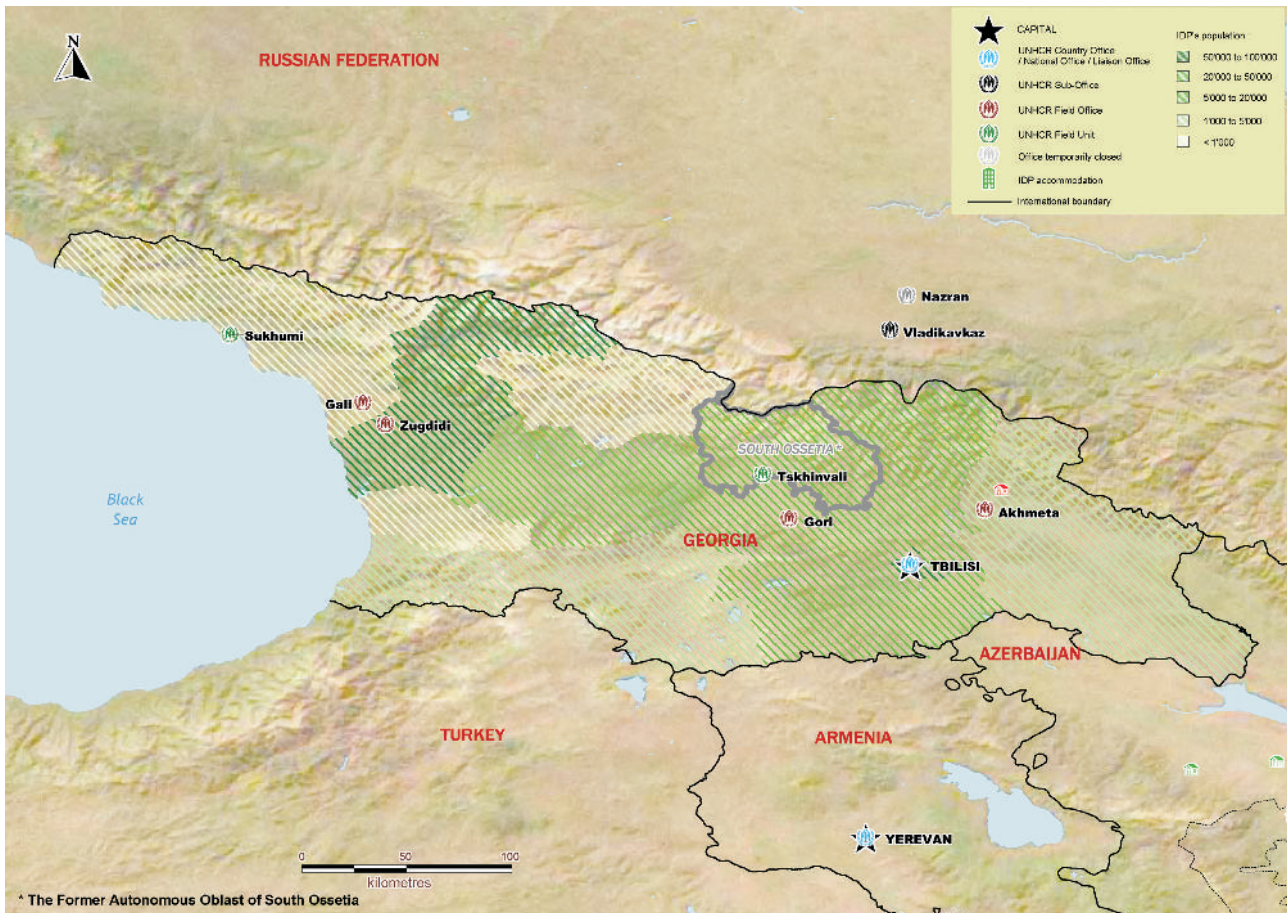 N
RUSSIAN FEDERATION
CAPITAL
UNHCR Country Office
/ National Office / Liaison Office
UNHCR Sub-Office
UNHCR Field Office
UNHCR Field Unit
Office temporarily closed
IDP accommodation
International boundary
IDP's population
50'000 to 100'000
20'000 to 50'000
5'000 to 20'000
1'000 to 5'000
< 1'000
Nazran
Vladikavkaz
Sukhumi
Gali
Zugdidi
SOUTH OSSETIA*
Tskhinvali
Black
Sea
Akhmeta
Gori
GEORGIA
TBILISI
AZERBAIJAN
TURKEY
ARMENIA
YEREVAN
0 50 100
kilometres
* The Former Autonomous Oblast of South Ossetia